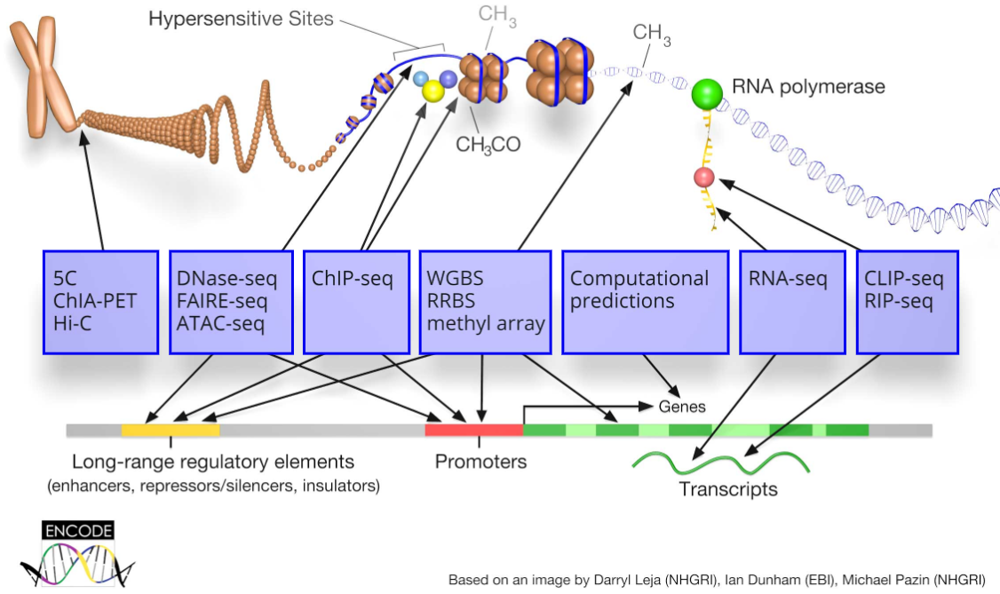 Hypersensitive Sites
CH3
CH3
RNA polymerase
CH3CO
5C
ChIA-PET
Hi-C
DNase-seq
FAIRE-seq
ATAC-seq
ChIP-seq
WGBS
RRBS
methyl array
Computational
predictions
RNA-seq
CLIP-seq
RIP-seq
Genes
Long-range regulatory elements
(enhancers, repressors/silencers, insulators)
Promoters
Transcripts
ENCODE
Based on an image by Darryl Leja (NHGRI), Ian Dunham (EBI), Michael Pazin (NHGRI)